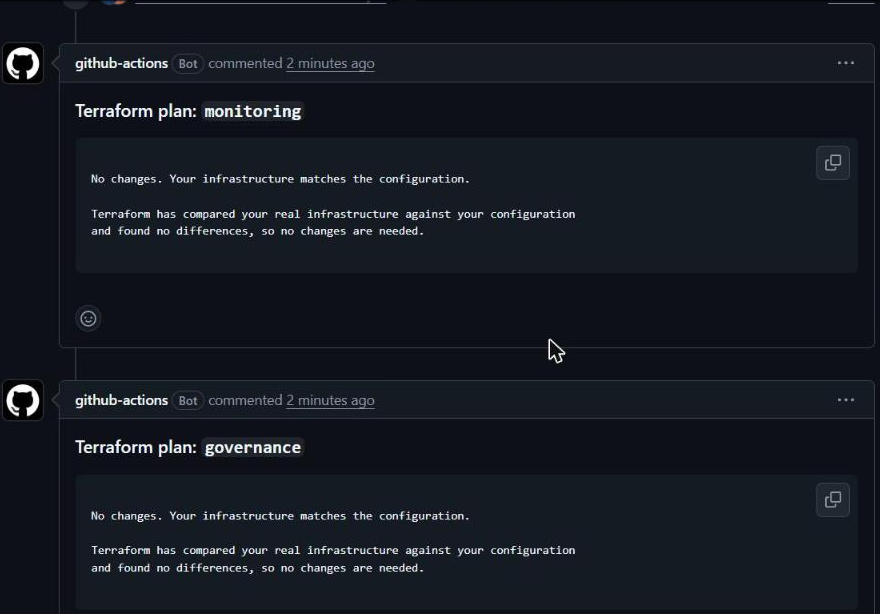 github-actions Bot commented 2 minutes ago
Terraform plan: monitoring
No changes. Your infrastructure matches the configuration.
Terraform has compared your real infrastructure against your configuration
and found no differences, so no changes are needed.
github-actions Bot commented 2 minutes ago
Terraform plan: governance
No changes. Your infrastructure matches the configuration.
Terraform has compared your real infrastructure against your configuration
and found no differences, so no changes are needed.